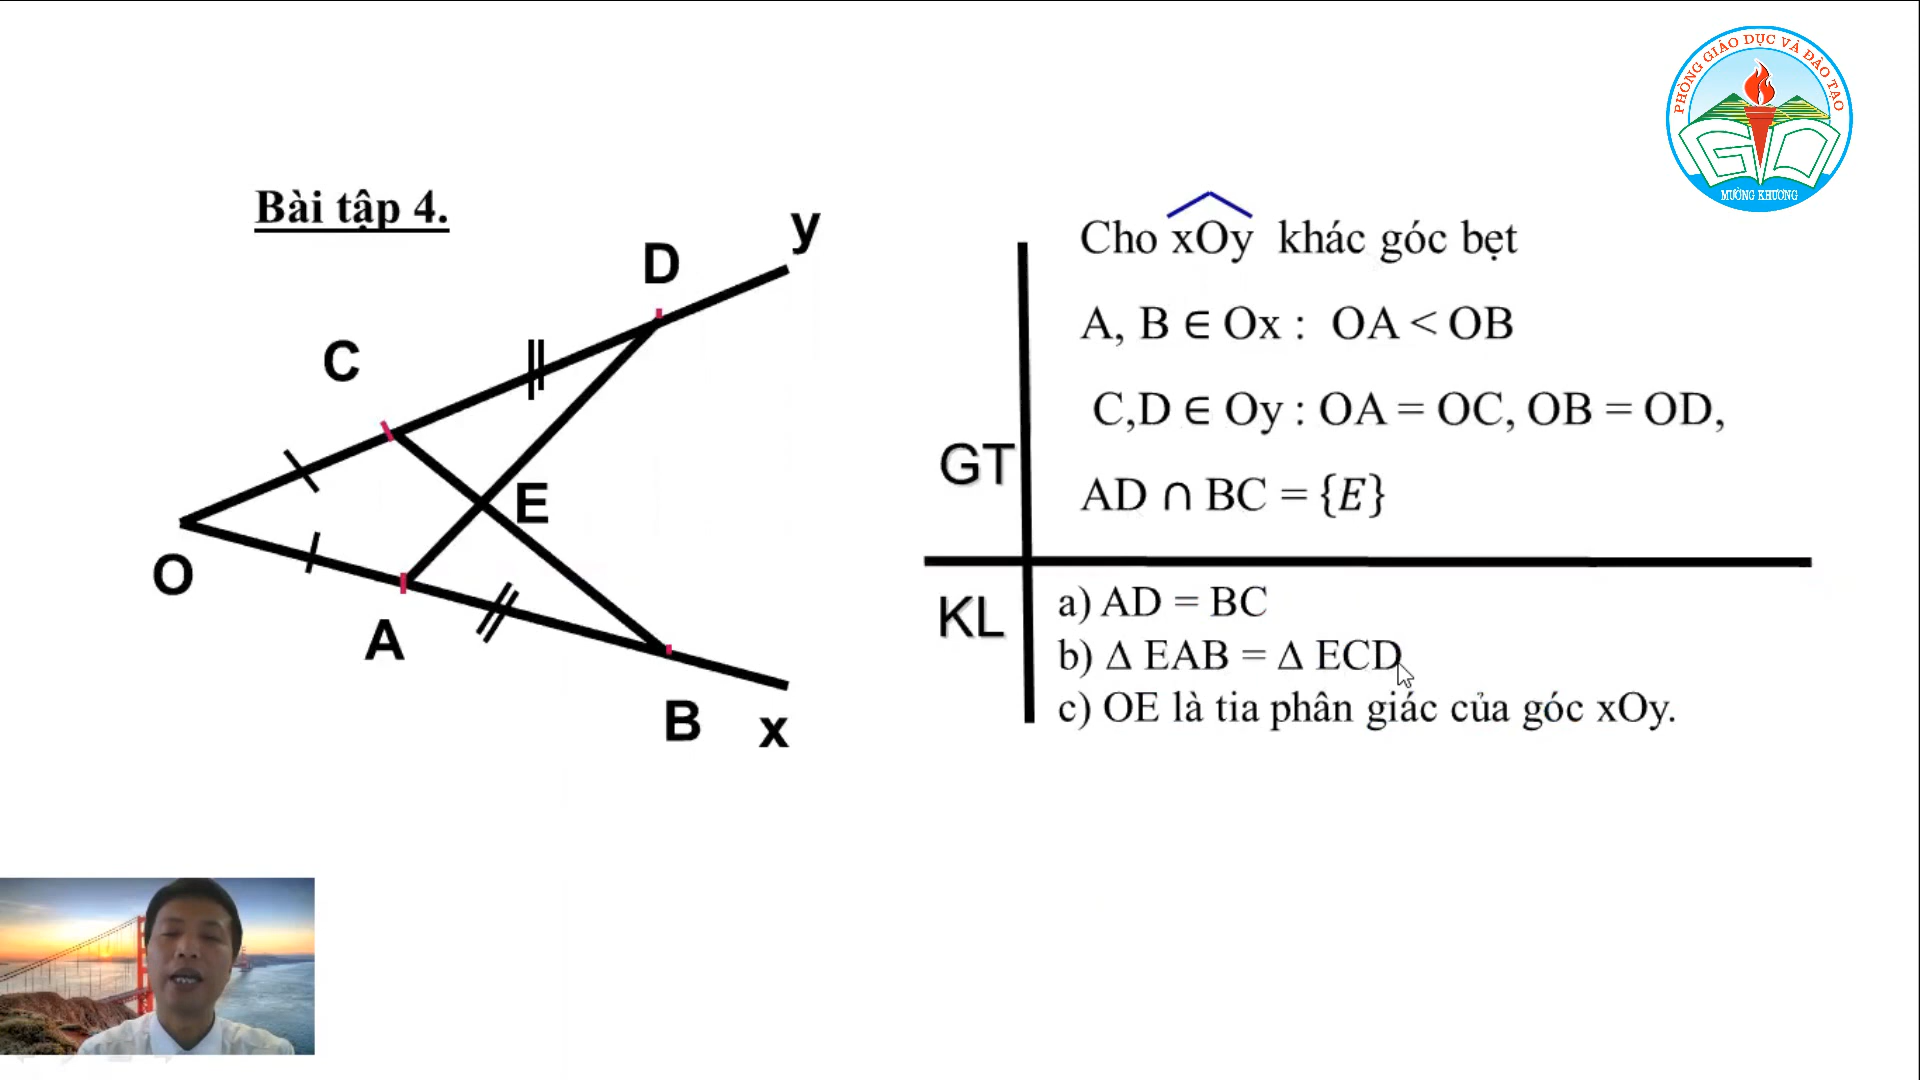 PHÒNG GIÁO DỤC VÀ ĐÀO TẠO
GD
MƯỜNG KHƯƠNG
Bài tập 4.
y
D
C
E
O
A
B
x
Cho xOy khác góc bẹt
A, B ∈ Ox : OA < OB
C,D ∈ Oy : OA = OC, OB = OD,
GT
AD ∩ BC = {E}
KL
a) AD = BC
b) Δ EAB = Δ ECD
c) OE là tia phân giác của góc xOy.